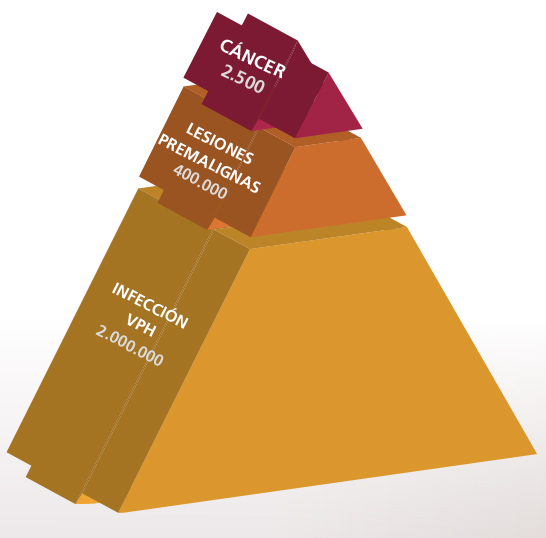 CÁNCER
2.500
LESIONES
PREMALIGNAS
400.000
INFECCIÓN
VPH
2.000.000